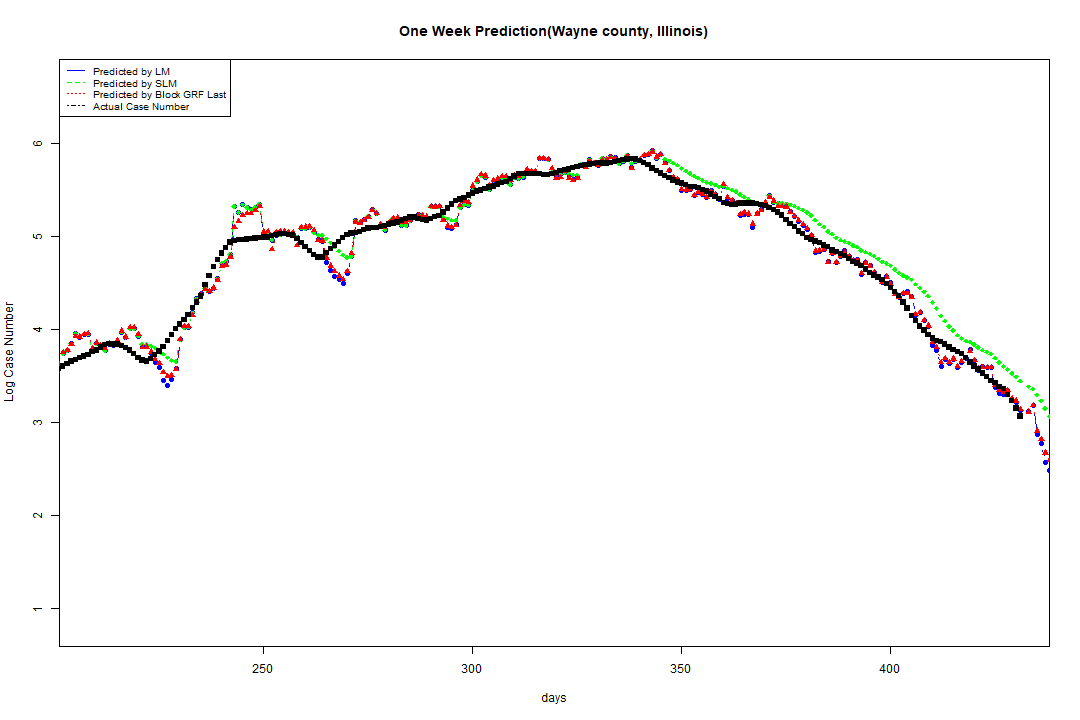 One Week Prediction(Wayne county, Illinois)
Predicted by LM
Predicted by SLM
Predicted by Block GRF Last
Actual Case Number
Log Case Number
6
5
4
3
2
1
250 300 350 400
days